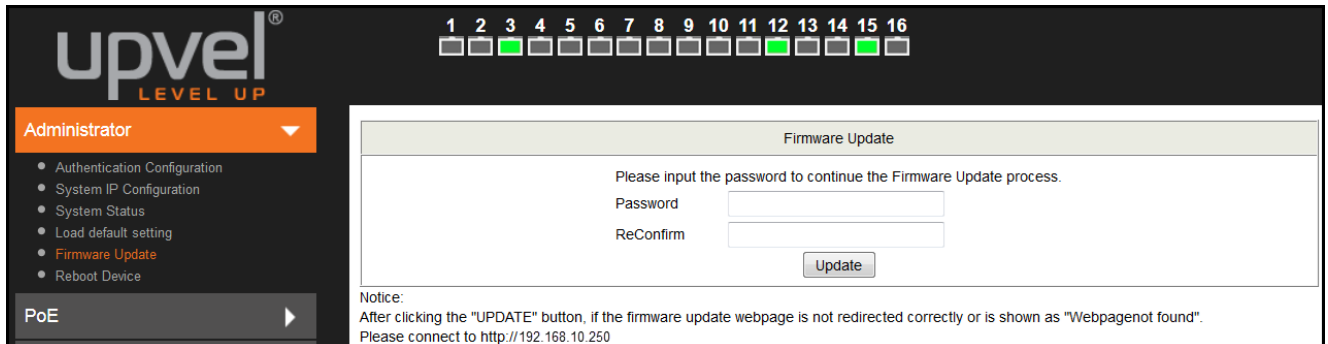 upvel®
LEVEL UP
1 2 3 4 5 6 7 8 9 10 11 12 13 14 15 16
Administrator
Authentication Configuration
System IP Configuration
System Status
Load default setting
Firmware Update
Reboot Device
PoE
Firmware Update
Please input the password to continue the Firmware Update process.
Password
ReConfirm
Update
Notice:
After clicking the "UPDATE" button, if the firmware update webpage is not redirected correctly or is shown as "Webpagenot found".
Please connect to http://192.168.10.250